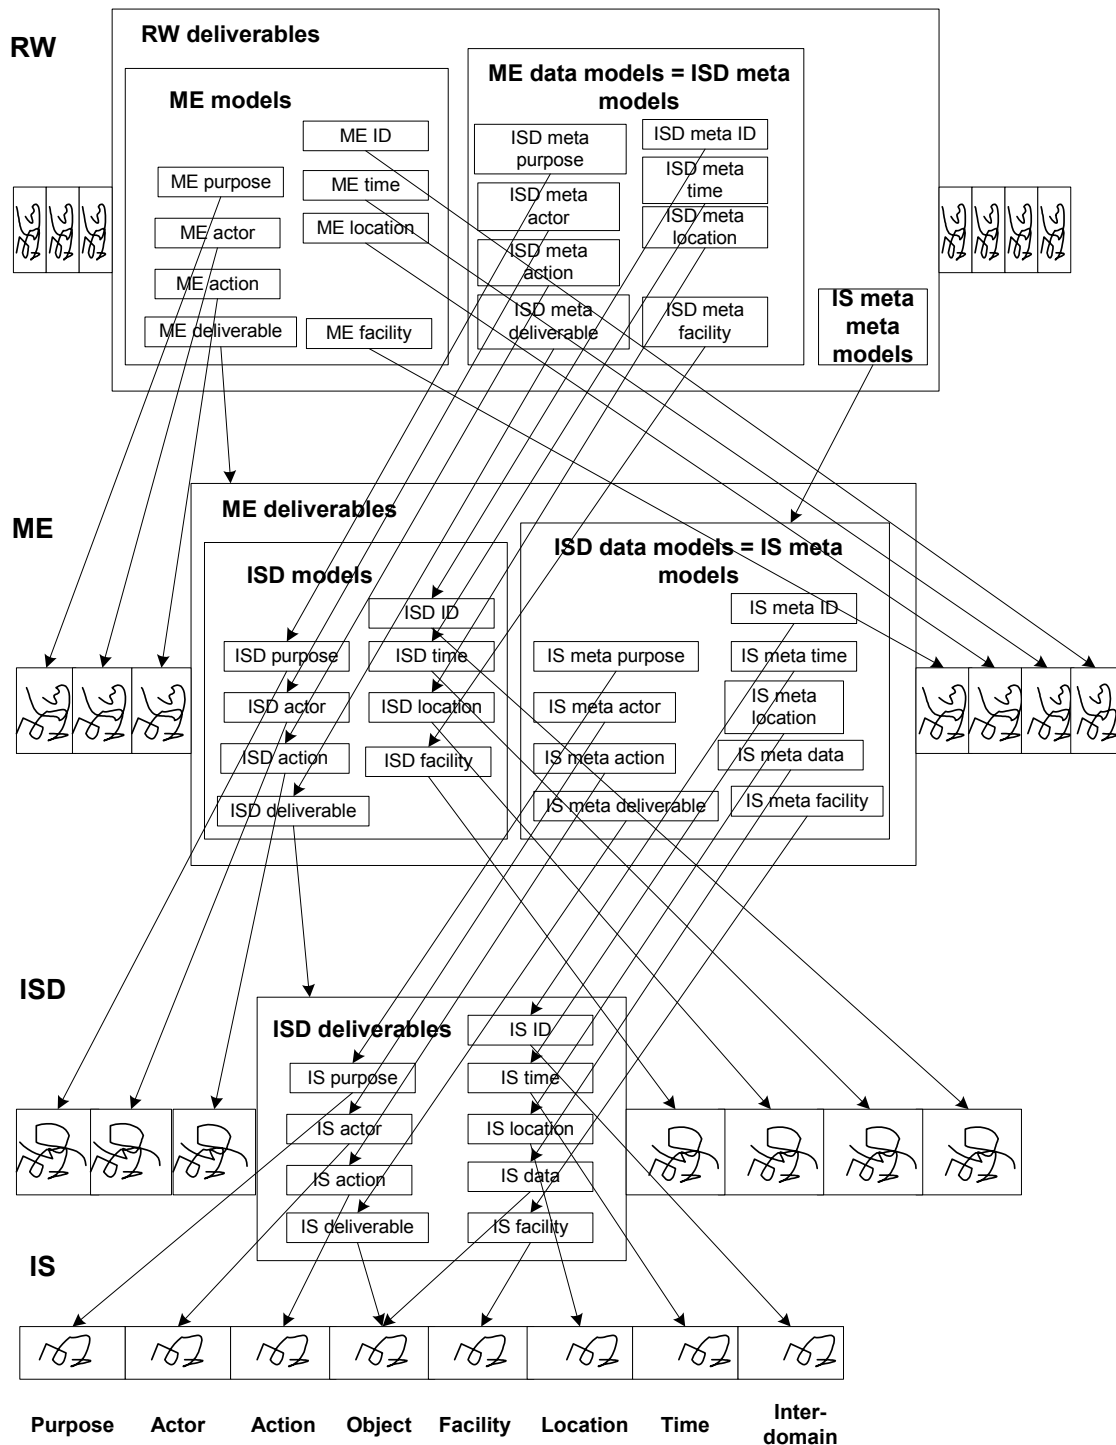 RW
RW deliverables
ME models
ME ID
ME purpose
ME time
ME actor
ME location
ME action
ME deliverable
ME facility
ME data models = ISD meta
models
ISD meta
purpose
ISD meta ID
ISD meta
time
ISD meta
actor
ISD meta
location
ISD meta
action
ISD meta
deliverable
ISD meta
facility
IS meta
meta
models
ME
ME deliverables
ISD models
ISD ID
ISD purpose
ISD time
ISD actor
ISD location
ISD action
ISD facility
ISD deliverable
ISD data models = IS meta
models
IS meta ID
IS meta purpose
IS meta time
IS meta actor
IS meta
location
IS meta action
IS meta data
IS meta deliverable
IS meta facility
ISD
ISD deliverables
IS ID
IS purpose
IS time
IS actor
IS location
IS action
IS data
IS deliverable
IS facility
IS
Purpose
Actor
Action
Object
Facility
Location
Time
Inter-
domain